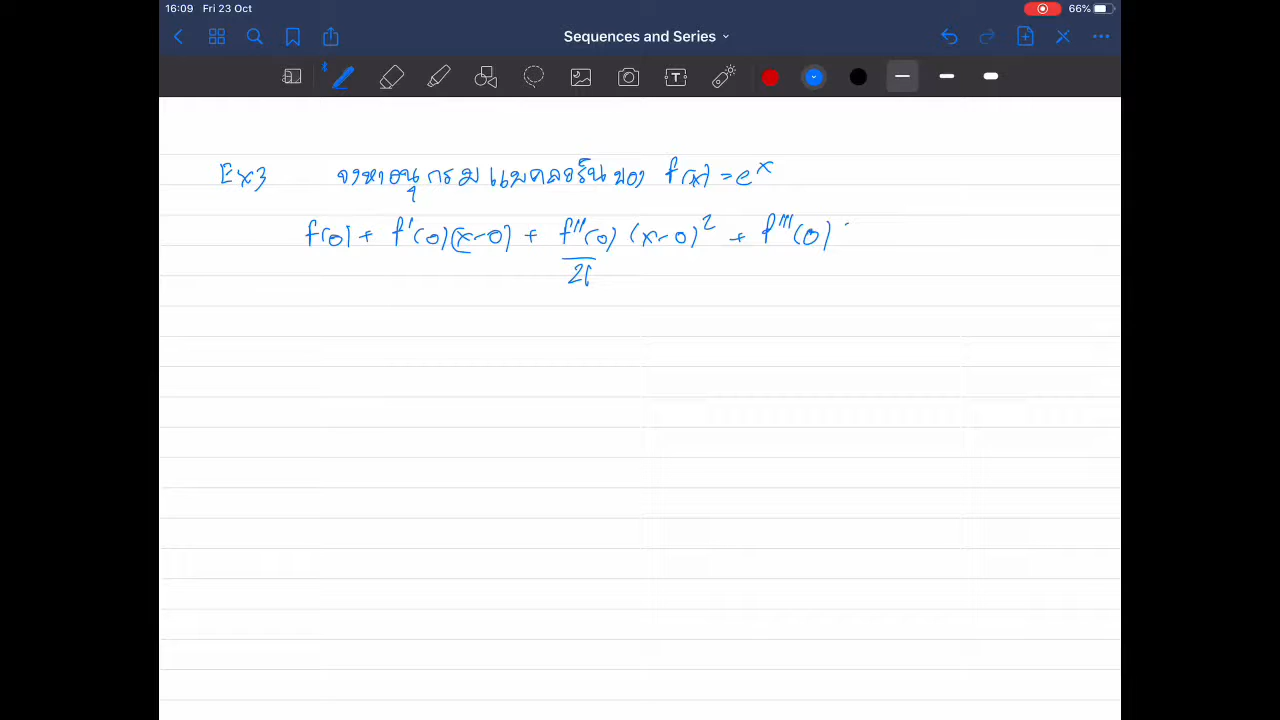 16:09 Fri 23 Oct 66%
Sequences and Series
T
Ex3 จงหาอนุกรมแมคลอรีนของ f(x) = e^x
f(0) + f'(0)(x-0) + f''(0)/2! (x-0)^2 + f'''(0)